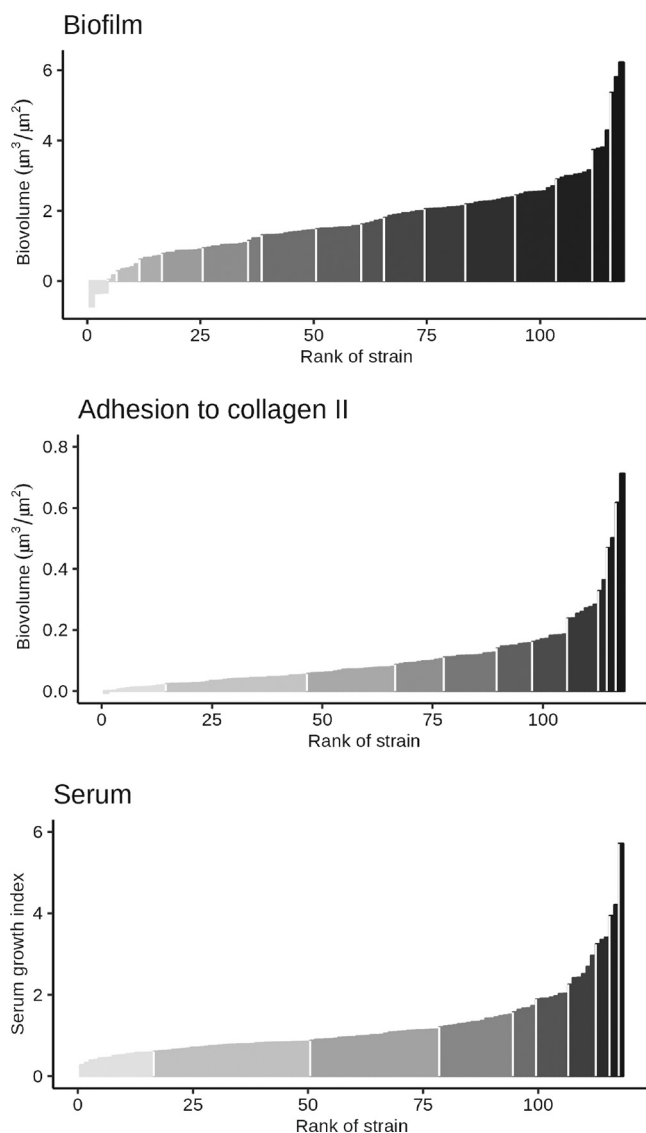 Biofilm
Biovolume (μm³/μm²)
6
4
2
0
0 25 50 75 100
Rank of strain
Adhesion to collagen II
Biovolume (μm³/μm²)
0.8
0.6
0.4
0.2
0.0
0 25 50 75 100
Rank of strain
Serum
Serum growth index
6
4
2
0
0 25 50 75 100
Rank of strain